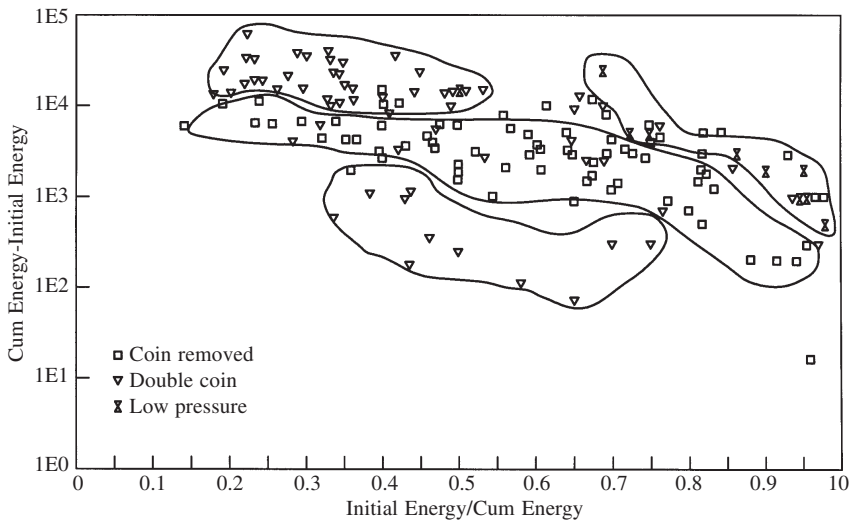 1E5
1E4
1E3
1E2
1E1
1E0
Cum Energy-Initial Energy
Coin removed
Double coin
Low pressure
0 0.1 0.2 0.3 0.4 0.5 0.6 0.7 0.8 0.9 10
Initial Energy/Cum Energy